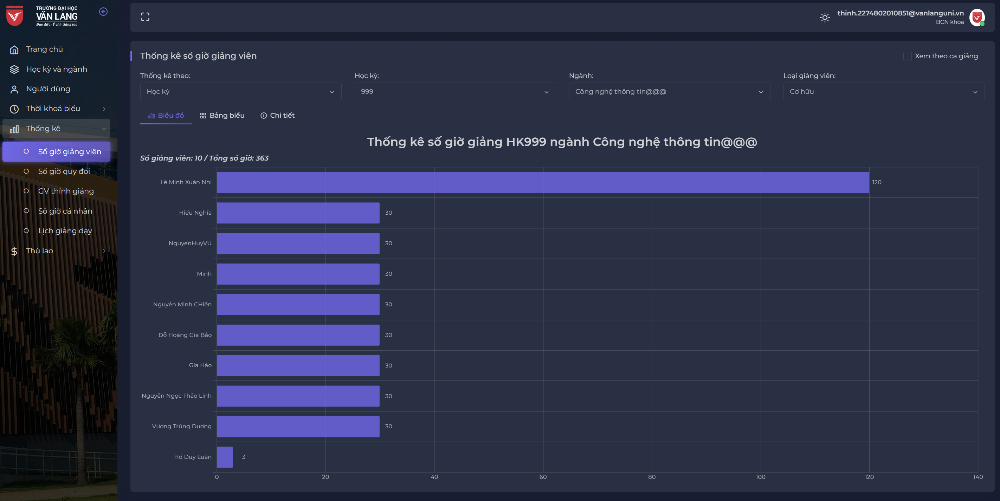 TRƯỜNG ĐẠI HỌC
VĂN LANG
Đạo đức - Ý chí - Sáng tạo
thinh.2274802010851@vanlanguni.vn
BCN khoa
Trang chủ
Học kỳ và ngành
Người dùng
Thời khoá biểu
Thống kê
Số giờ giảng viên
Số giờ quy đổi
GV thỉnh giảng
Số giờ cá nhân
Lịch giảng dạy
Thù lao
Thống kê số giờ giảng viên
Xem theo ca giảng
Thống kê theo: Học kỳ: Ngành: Loại giảng viên:
Học kỳ 999 Công nghệ thông tin@@@ Cơ hữu
Biểu đồ Bảng biểu Chi tiết
Thống kê số giờ giảng HK999 ngành Công nghệ thông tin@@@
Số giảng viên: 10 / Tổng số giờ: 363
Lê Minh Xuân Nhi 120
Hiếu Nghĩa 30
NguyenHuyVU 30
Minh 30
Nguyễn Minh CHiến 30
Đỗ Hoàng Gia Bảo 30
Gia Hào 30
Nguyễn Ngọc Thảo Linh 30
Vương Trùng Dương 30
Hồ Duy Luân 3
0 20 40 60 80 100 120 140